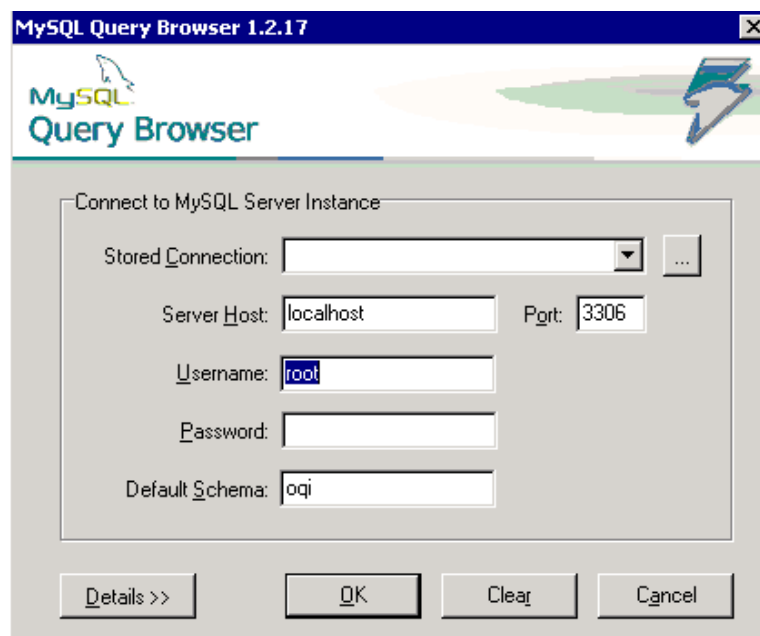 MySQL Query Browser 1.2.17
MySQL
Query Browser
Connect to MySQL Server Instance
Stored Connection: ...
Server Host: localhost Port: 3306
Username: root
Password:
Default Schema: oqi
Details >> OK Clear Cancel